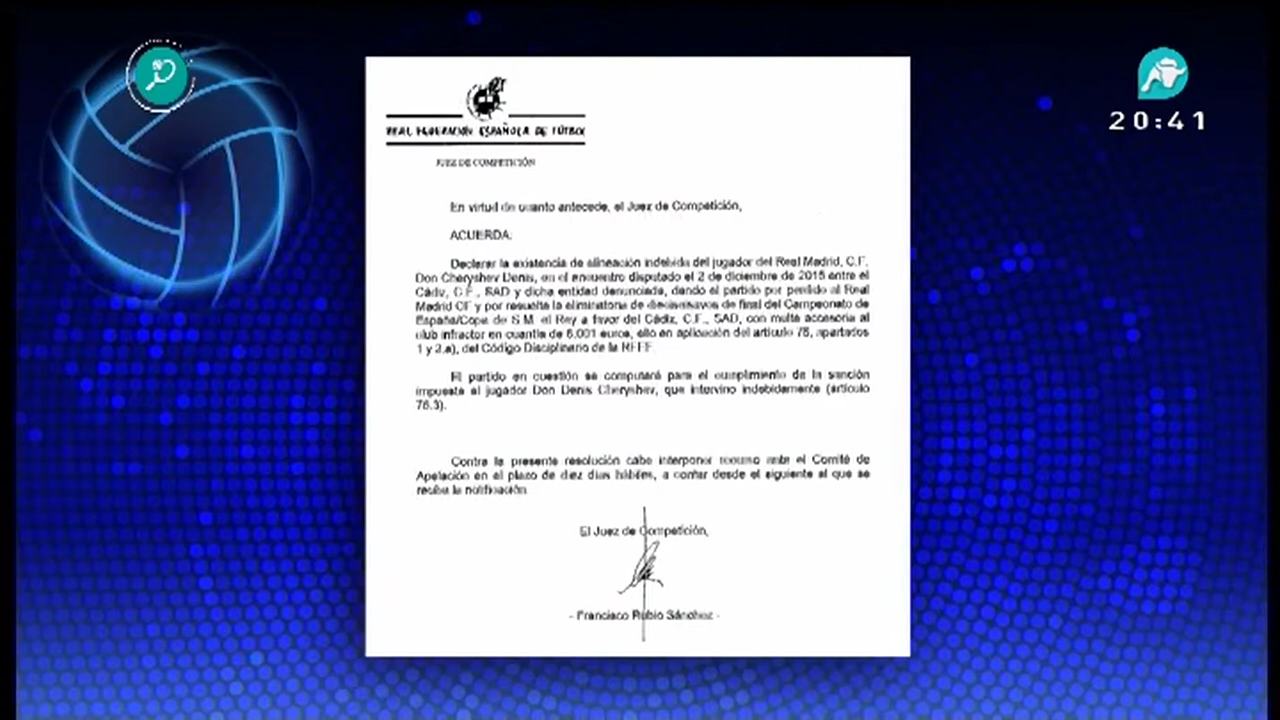 20:41
REAL FEDERACIÓN ESPAÑOLA DE FÚTBOL
JUEZ DE COMPETICIÓN
En virtud de cuanto antecede, el Juez de Competición,
ACUERDA:
Declarar la existencia de alineación indebida del jugador del Real Madrid, C.F.
Don Cheryshev Denis, en el encuentro disputado el 2 de diciembre de 2015 entre el
Cádiz, C.F., SAD y dicha entidad denunciada, dando el partido por perdido al Real
Madrid CF y por resuelta la eliminatoria de dieciseisavos de final del Campeonato de
España/Copa de S.M. el Rey a favor del Cádiz, C.F., SAD, con multa accesoria al
club infractor en cuantía de 6.001 euros, ello en aplicación del artículo 76, apartados
1 y 2.a), del Código Disciplinario de la RFEF.
El partido en cuestión se computará para el cumplimiento de la sanción
impuesta al jugador Don Denis Cheryshev, que intervino indebidamente (artículo
76.3).
Contra la presente resolución cabe interponer recurso ante el Comité de
Apelación en el plazo de diez días hábiles, a contar desde el siguiente al que se
reciba la notificación.
El Juez de Competición,
- Francisco Rubio Sánchez -